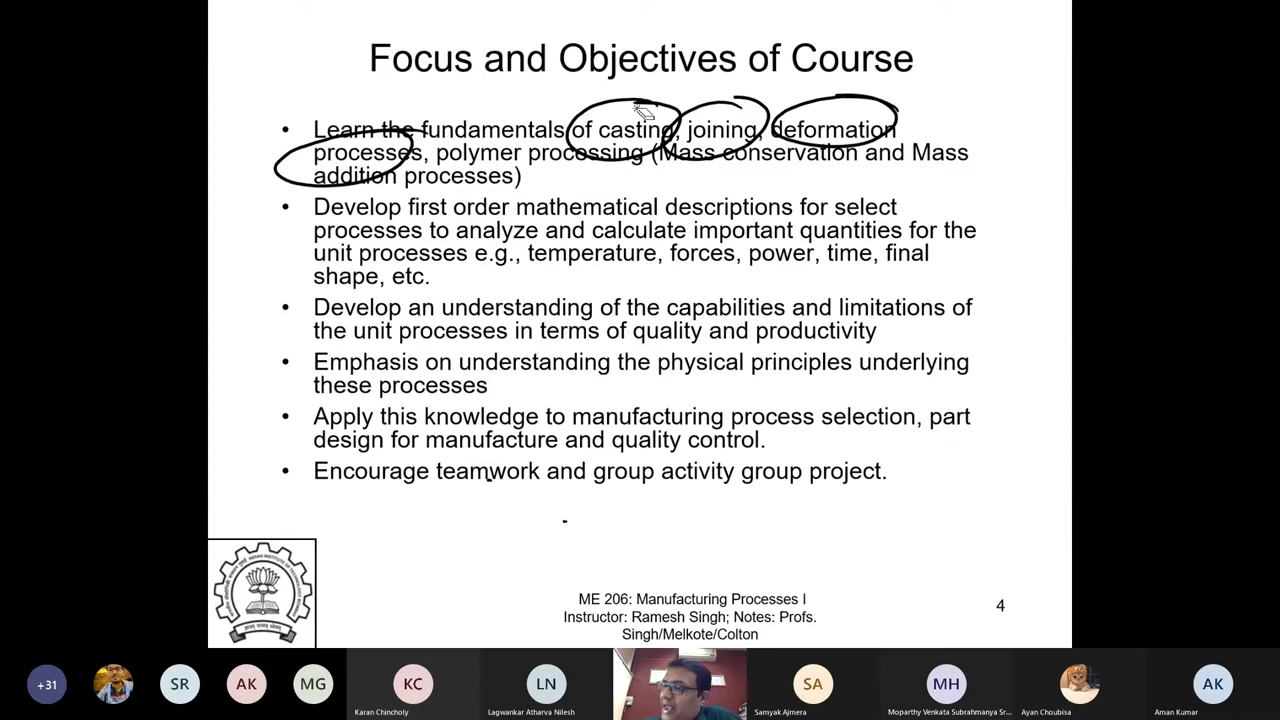 Focus and Objectives of Course
• Learn the fundamentals of casting, joining, deformation
processes, polymer processing (Mass conservation and Mass
addition processes)
• Develop first order mathematical descriptions for select
processes to analyze and calculate important quantities for the
unit processes e.g., temperature, forces, power, time, final
shape, etc.
• Develop an understanding of the capabilities and limitations of
the unit processes in terms of quality and productivity
• Emphasis on understanding the physical principles underlying
these processes
• Apply this knowledge to manufacturing process selection, part
design for manufacture and quality control.
• Encourage teamwork and group activity group project.
ME 206: Manufacturing Processes I
Instructor: Ramesh Singh; Notes: Profs.
Singh/Melkote/Colton
4
+31
SR
AK
MG
KC
LN
SA
MH
AK
Karan Chincholy
Lagwankar Atharva Nilesh
Samyak Ajmera
Moparthy Venkata Subrahmanya Sr...
Ayan Choubisa
Aman Kumar